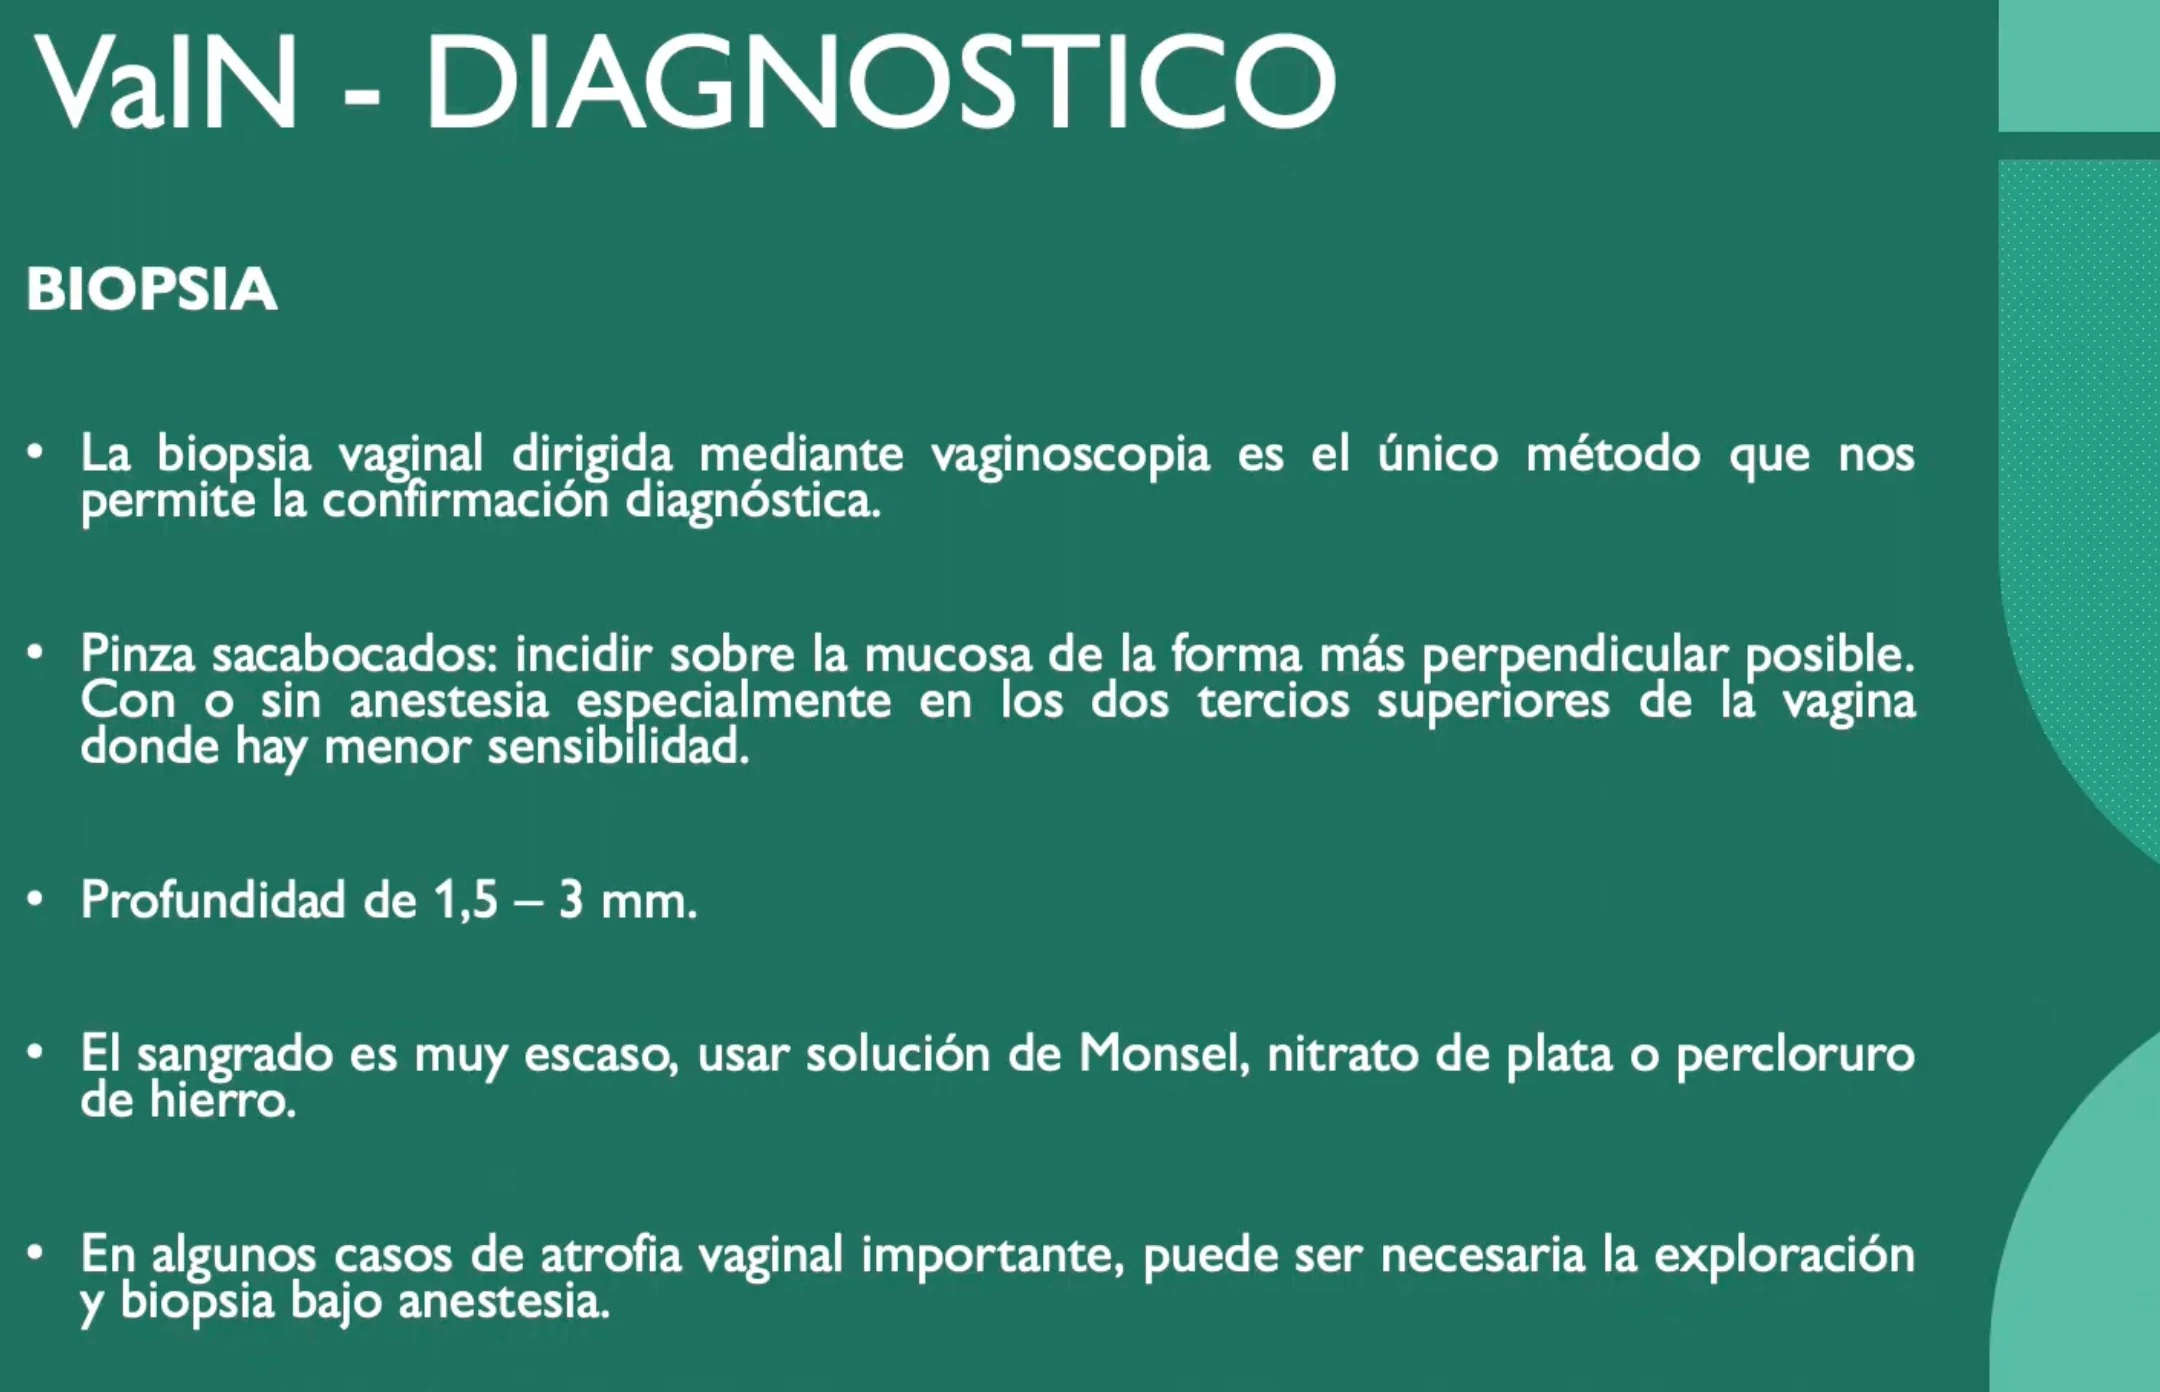 VaIN - DIAGNOSTICO
BIOPSIA
• La biopsia vaginal dirigida mediante vaginoscopia es el único método que nos
permite la confirmación diagnóstica.
• Pinza sacabocados: incidir sobre la mucosa de la forma más perpendicular posible.
Con o sin anestesia especialmente en los dos tercios superiores de la vagina
donde hay menor sensibilidad.
• Profundidad de 1,5 – 3 mm.
• El sangrado es muy escaso, usar solución de Monsel, nitrato de plata o percloruro
de hierro.
• En algunos casos de atrofia vaginal importante, puede ser necesaria la exploración
y biopsia bajo anestesia.